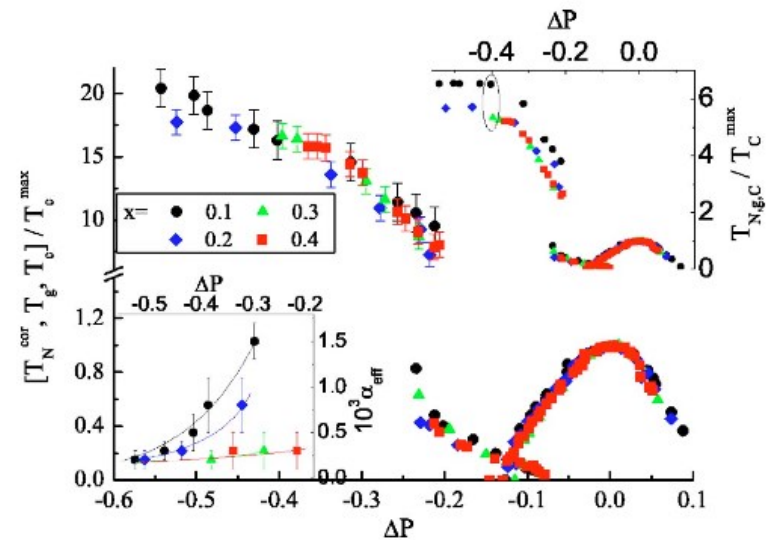 ΔP
-0.4 -0.2 0.0
20
15
10
6
4
2
0
T_{N,g,C} / T_C^{max}
x=
0.1 0.3
0.2 0.4
[T_N^{cor}, T_g, T_c] / T_c^{max}
ΔP
-0.5 -0.4 -0.3 -0.2
1.5
1.0
0.5
0.0
10^3 α_{eff}
1.2
0.8
0.4
0.0
-0.6 -0.5 -0.4 -0.3 -0.2 -0.1 0.0 0.1
ΔP